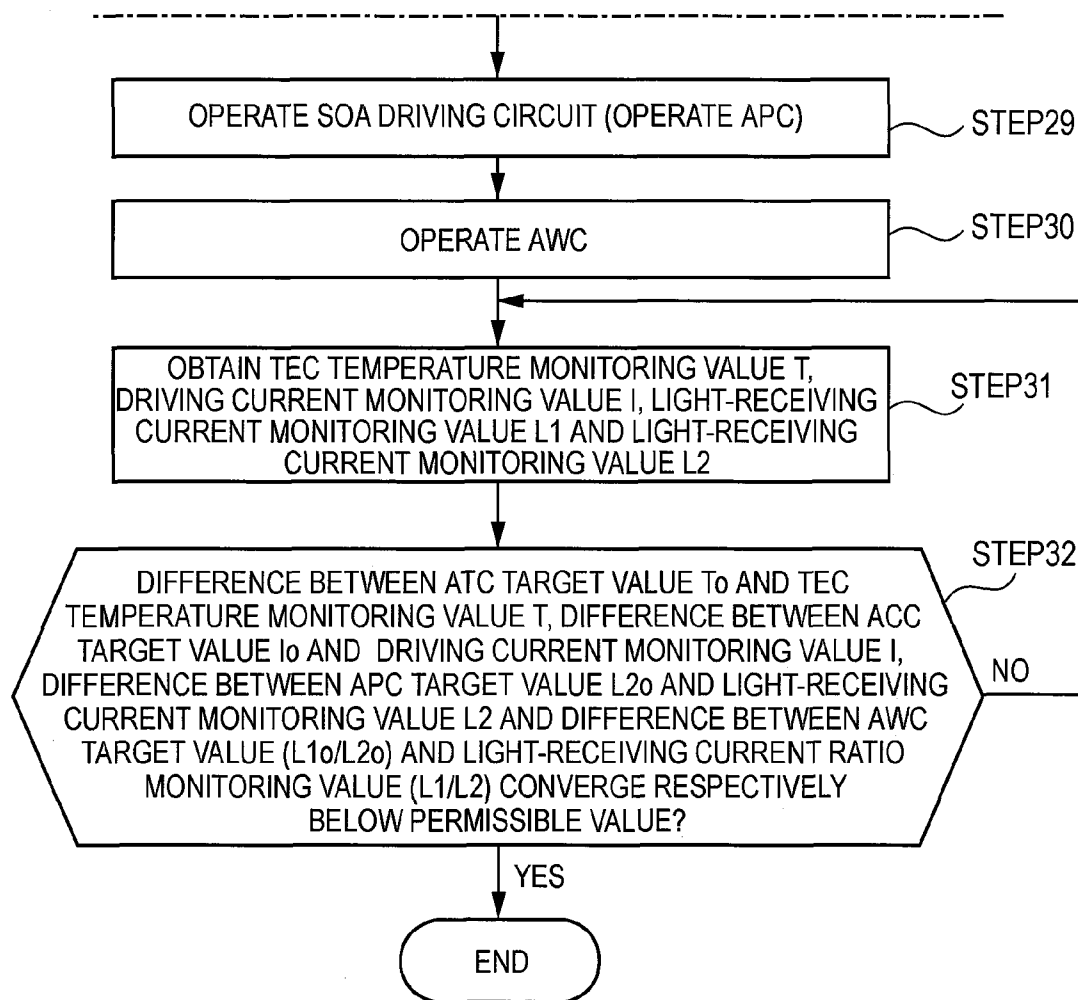 OPERATE SOA DRIVING CIRCUIT (OPERATE APC)
STEP29
OPERATE AWC
STEP30
OBTAIN TEC TEMPERATURE MONITORING VALUE T,
DRIVING CURRENT MONITORING VALUE I, LIGHT-RECEIVING
CURRENT MONITORING VALUE L1 AND LIGHT-RECEIVING
CURRENT MONITORING VALUE L2
STEP31
STEP32
DIFFERENCE BETWEEN ATC TARGET VALUE To AND TEC
TEMPERATURE MONITORING VALUE T, DIFFERENCE BETWEEN ACC
TARGET VALUE Io AND DRIVING CURRENT MONITORING VALUE I,
DIFFERENCE BETWEEN APC TARGET VALUE L2o AND LIGHT-RECEIVING
CURRENT MONITORING VALUE L2 AND DIFFERENCE BETWEEN AWC
TARGET VALUE (L1o/L2o) AND LIGHT-RECEIVING CURRENT RATIO
MONITORING VALUE (L1/L2) CONVERGE RESPECTIVELY
BELOW PERMISSIBLE VALUE?
NO
YES
END